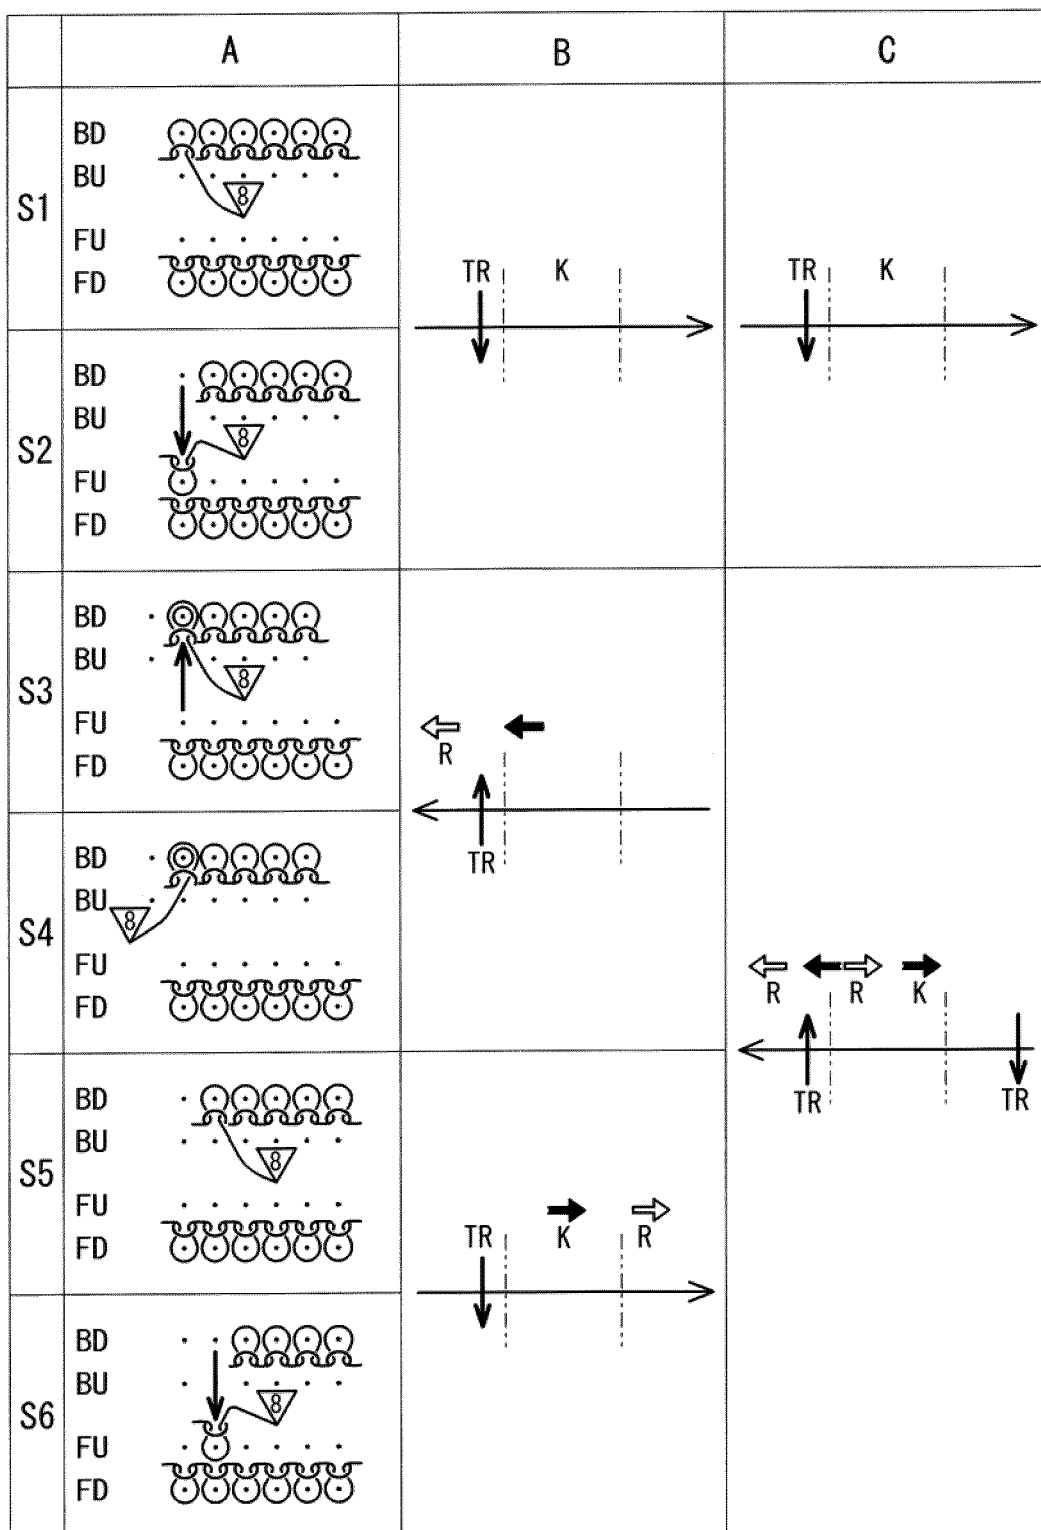 A B C
S1
BD
BU
8
FU
FD
TR K
TR K
S2
BD
BU
8
FU
FD
S3
BD
BU
8
FU
FD
R
TR
S4
BD
BU
8
FU
FD
R R K
TR TR
S5
BD
BU
8
FU
FD
TR K R
S6
BD
BU
8
FU
FD